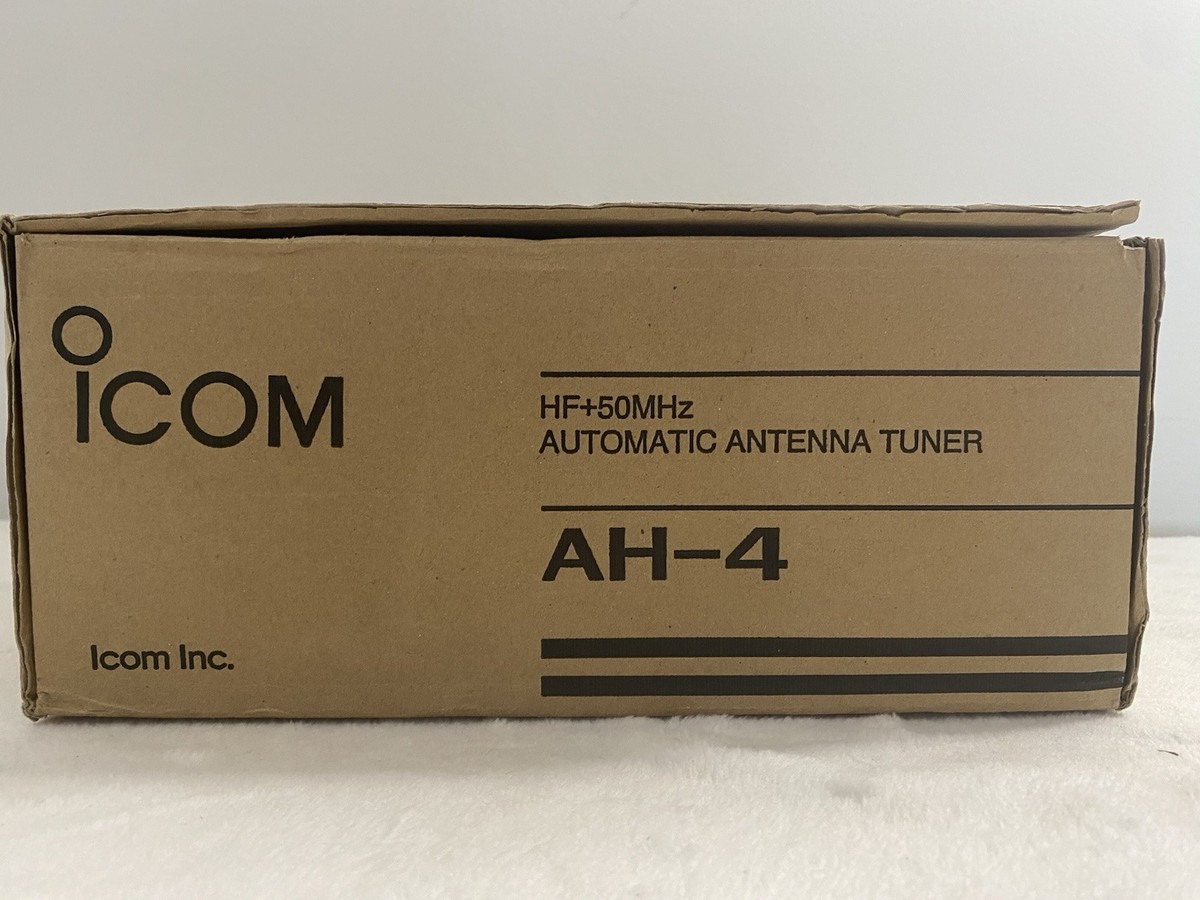 ICOM
HF+50MHz
AUTOMATIC ANTENNA TUNER
AH-4
Icom Inc.